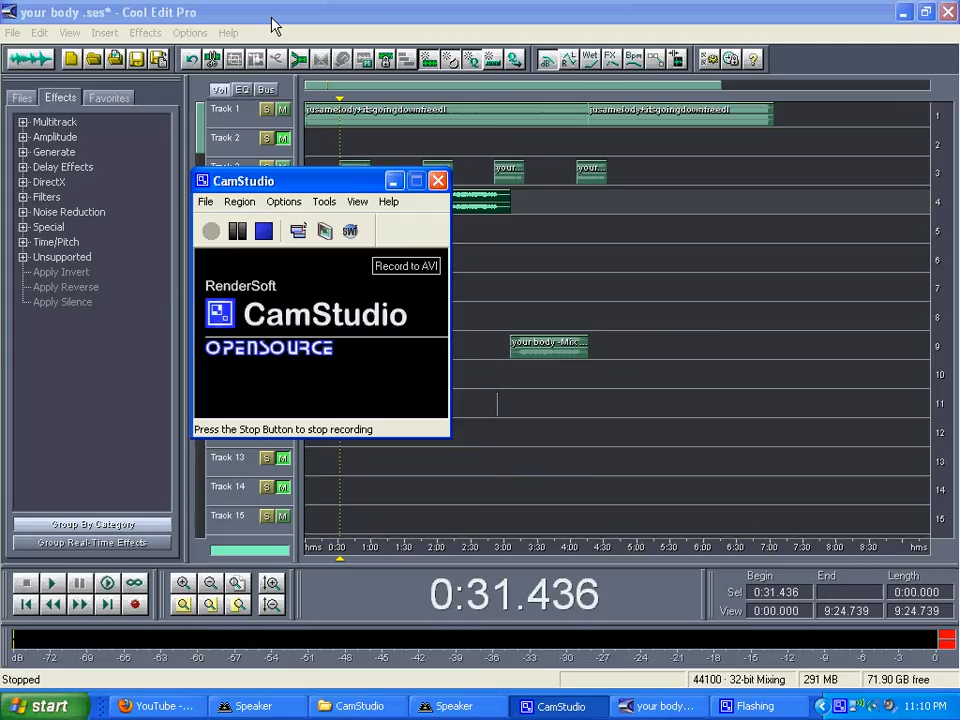 your body .ses* - Cool Edit Pro
File Edit View Insert Effects Options Help
Files Effects Favorites
Vol EQ Bus
Multitrack
Amplitude
Generate
Delay Effects
DirectX
Filters
Noise Reduction
Special
Time/Pitch
Unsupported
Apply Invert
Apply Reverse
Apply Silence
Group By Category
Group Real-Time Effects
Track 1 S M
Track 2 S M
Track 13 S M
Track 14 S M
Track 15 S M
jusamelody+itsgoingdownfreedl jusamelody+itsgoingdownfreedl
your... your...
your body -Mix ...
1
2
3
4
5
6
7
8
9
10
11
12
13
14
15
CamStudio
File Region Options Tools View Help
SWF
Record to AVI
RenderSoft
CamStudio
OPENSOURCE
Press the Stop Button to stop recording
hms 0:30 1:00 2:00 2:30 3:00 3:30 4:00 4:30 5:00 5:30 6:00 6:30 7:00 7:30 8:00 8:30 hms
0:31.436
Begin End Length
Sel 0:31.436 0:00.000
View 0:00.000 9:24.739 9:24.739
dB -72 -69 -66 -63 -60 -57 -54 -51 -48 -45 -42 -39 -36 -33 -30 -27 -24 -21 -18 -15 -12 -9 -6 -3 0
Stopped 44100 · 32-bit Mixing 291 MB 71.90 GB free
start YouTube -... Speaker CamStudio Speaker CamStudio your body... Flashing 11:10 PM